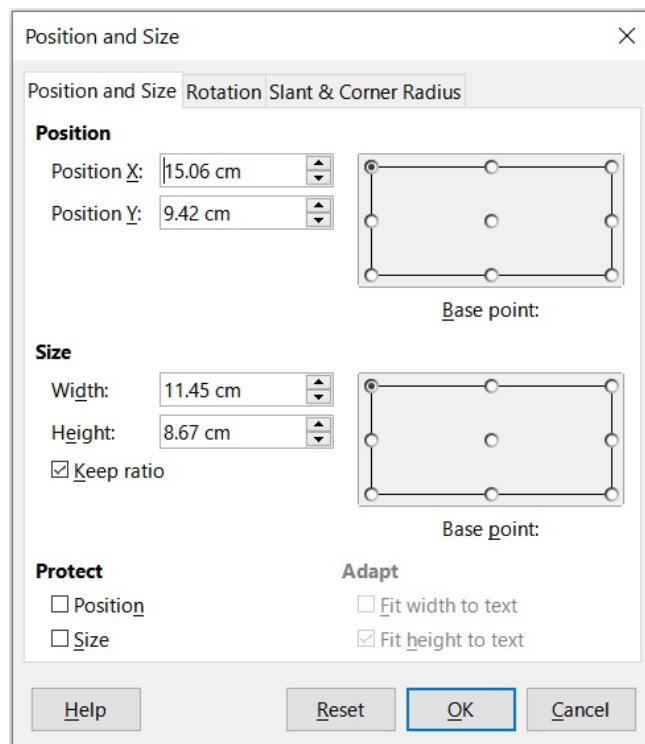 Position and Size
Position and Size Rotation Slant & Corner Radius
Position
Position X: 15.06 cm
Position Y: 9.42 cm
Base point:
Size
Width: 11.45 cm
Height: 8.67 cm
Keep ratio
Base point:
Protect Adapt
Position Fit width to text
Size Fit height to text
Help Reset OK Cancel